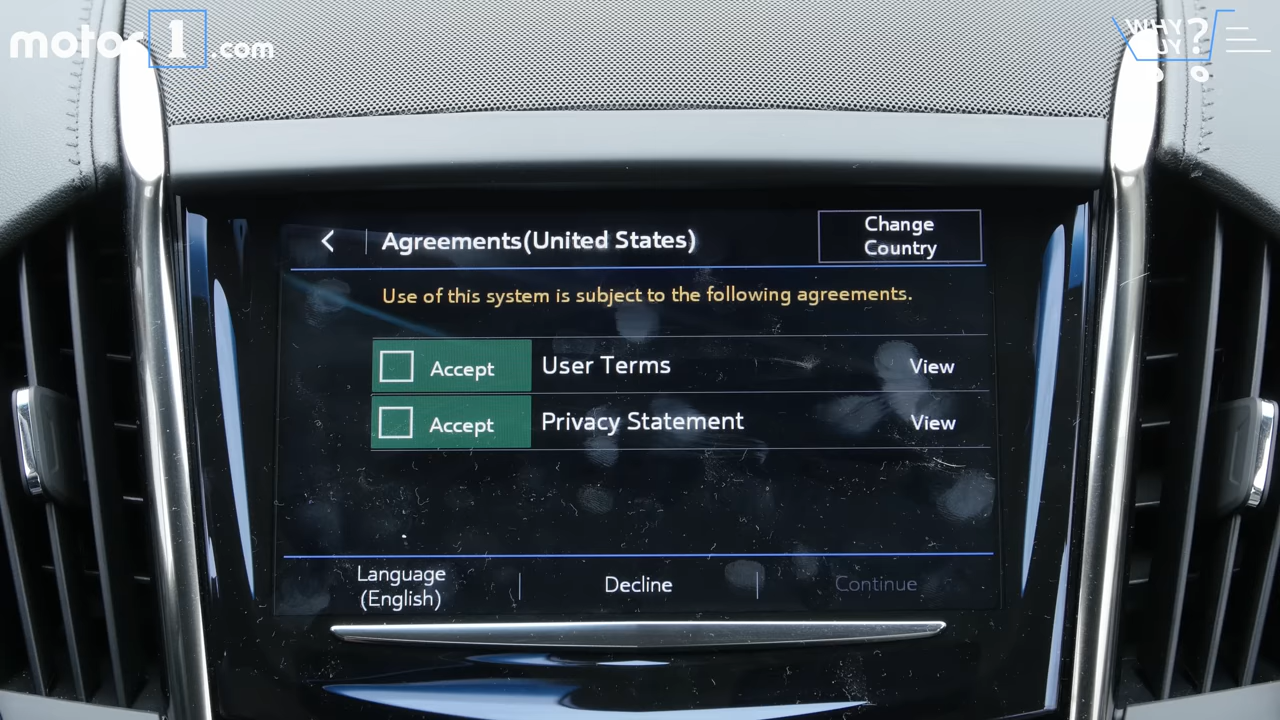 motor1.com
WHY
BUY?
Agreements(United States)
Change
Country
Use of this system is subject to the following agreements.
Accept
User Terms
View
Accept
Privacy Statement
View
Language
(English)
Decline
Continue